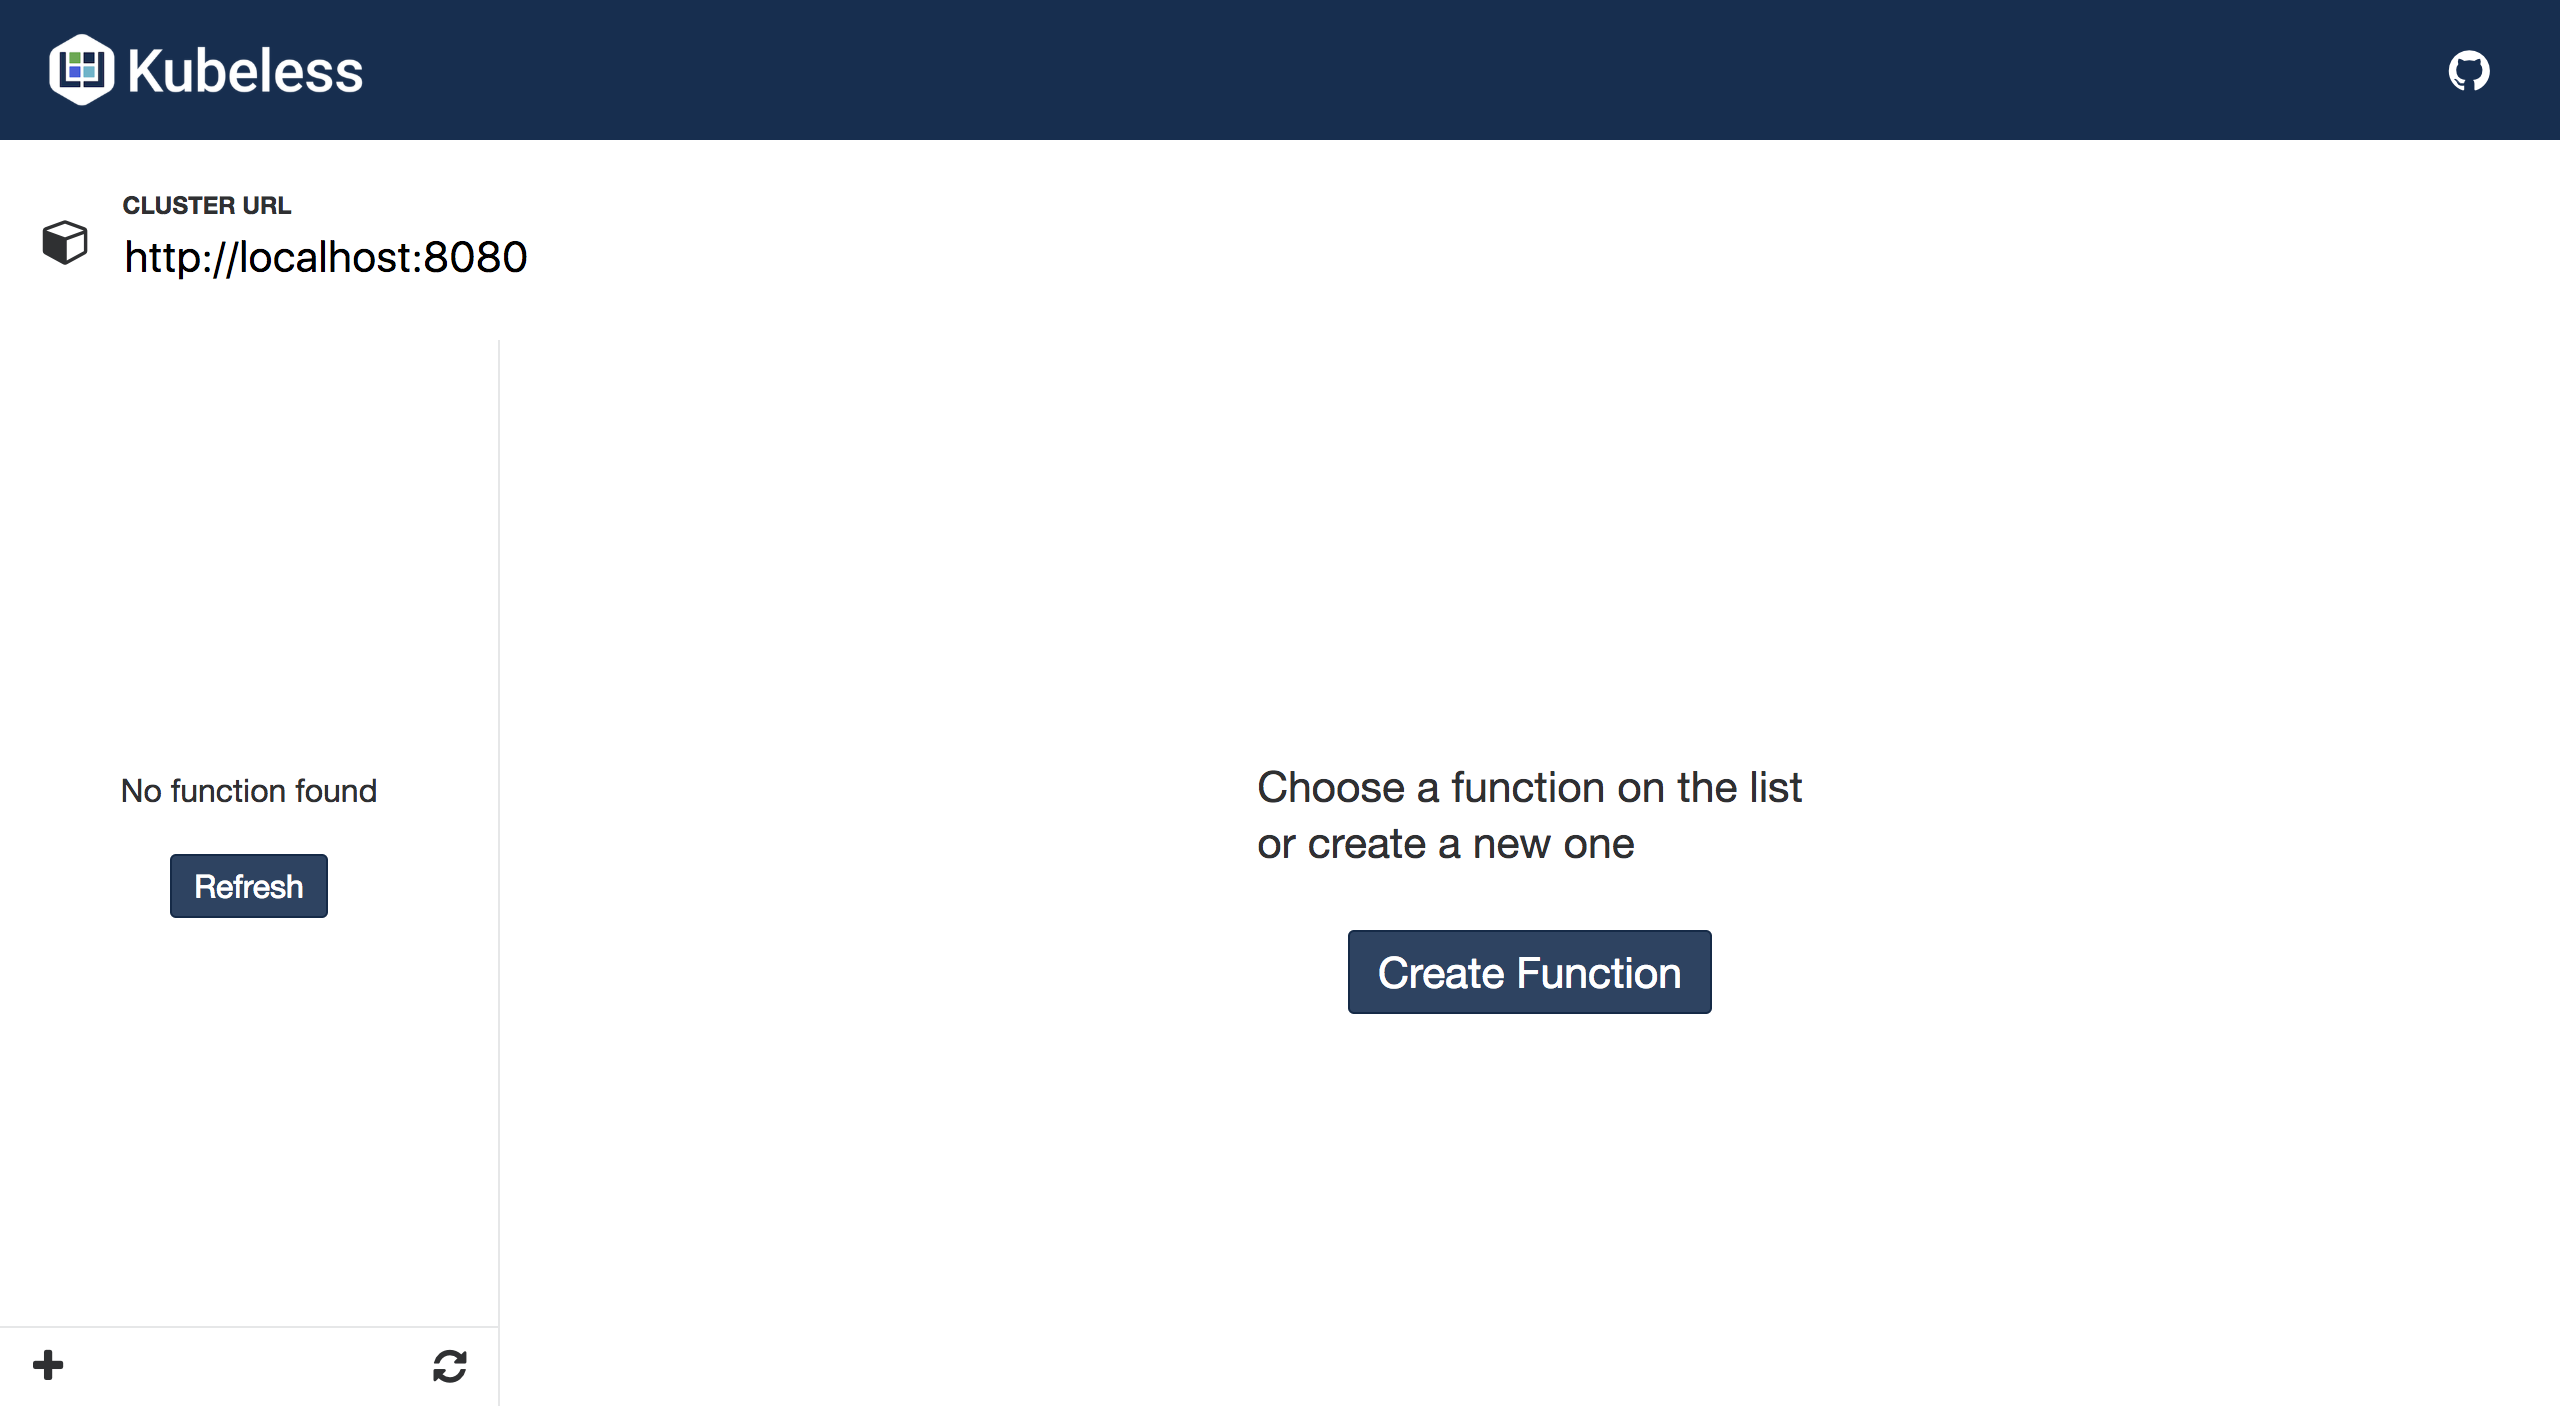 Kubeless
CLUSTER URL
http://localhost:8080
No function found
Refresh
Choose a function on the list
or create a new one
Create Function